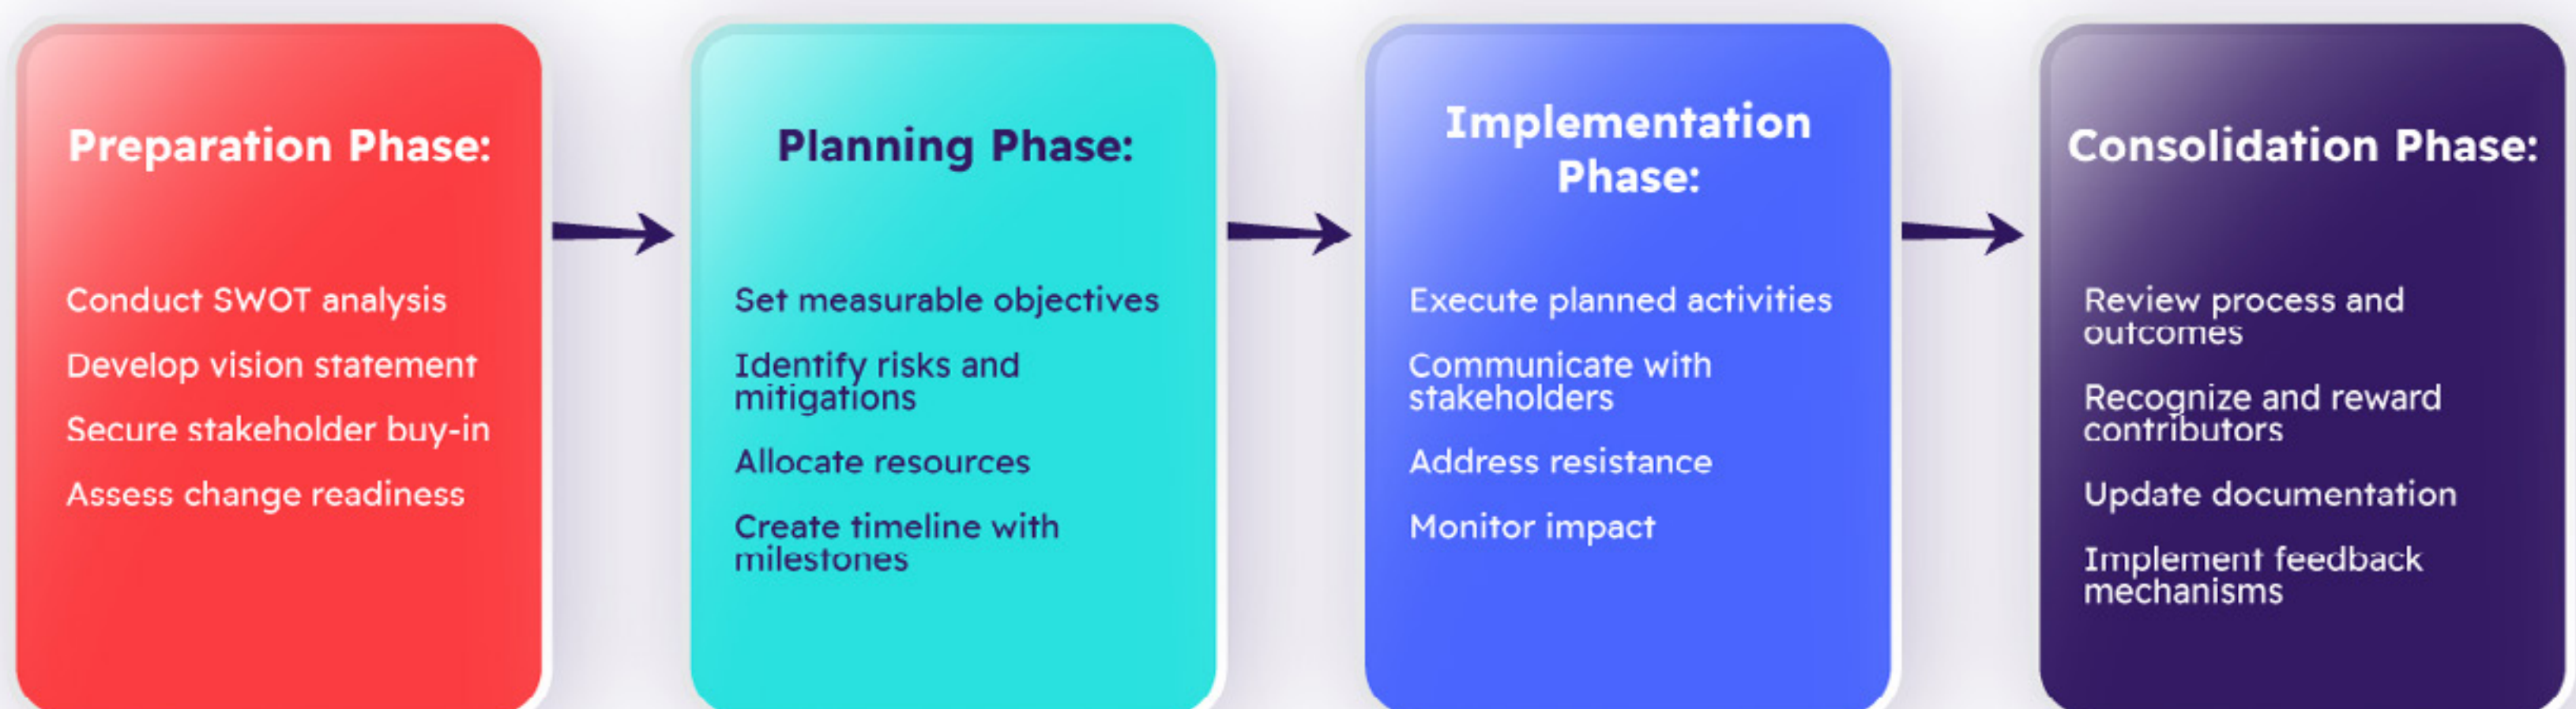 Preparation Phase:
Conduct SWOT analysis
Develop vision statement
Secure stakeholder buy-in
Assess change readiness
Planning Phase:
Set measurable objectives
Identify risks and
mitigations
Allocate resources
Create timeline with
milestones
Implementation
Phase:
Execute planned activities
Communicate with
stakeholders
Address resistance
Monitor impact
Consolidation Phase:
Review process and
outcomes
Recognize and reward
contributors
Update documentation
Implement feedback
mechanisms